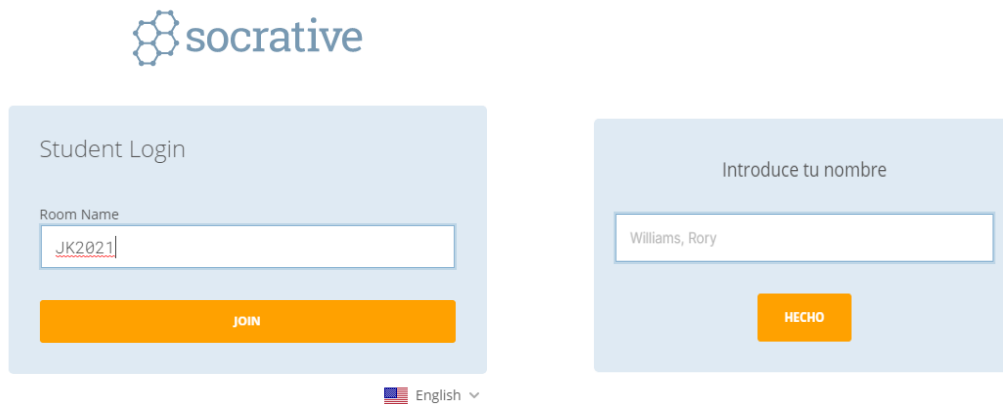 socrative
Student Login
Room Name
JK2021
JOIN
English
Introduce tu nombre
Williams, Rory
HECHO